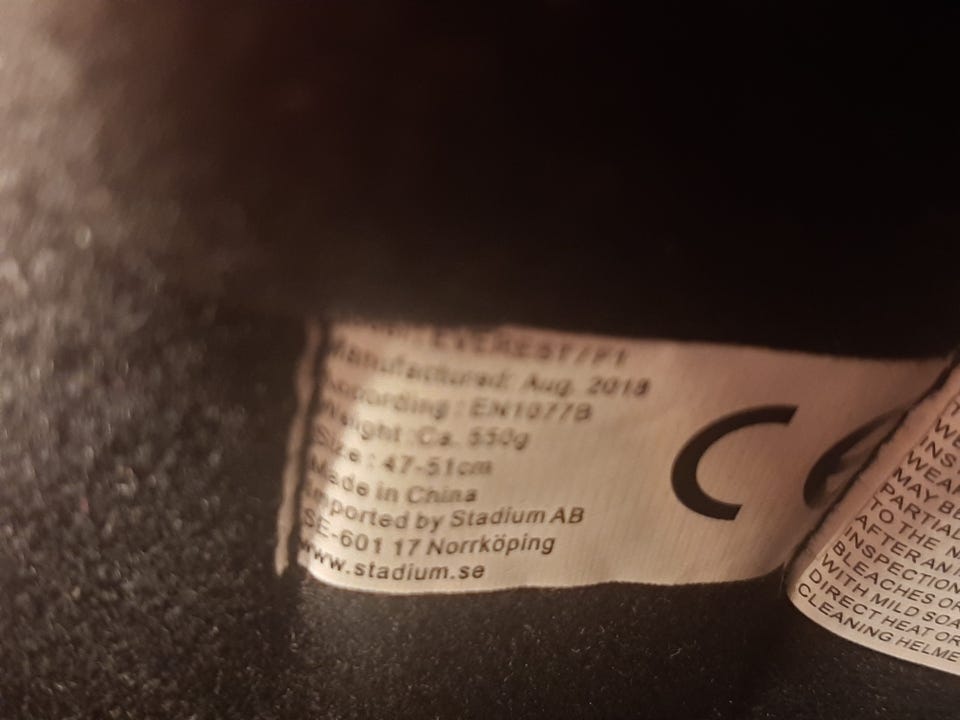 EVEREST/F1
Manufactured: Aug. 2018
According : EN1077B
Weight :Ca. 550g
Size : 47-51cm
Made in China
Imported by Stadium AB
SE-601 17 Norrköping
www.stadium.se
CE
INS
WEAR
MAY BE
PARTIAL
TO THE
AFTER AN
INSPECTION
BLEACHES OR
WITH MILD SOA
DIRECT HEAT OR
CLEANING HELME